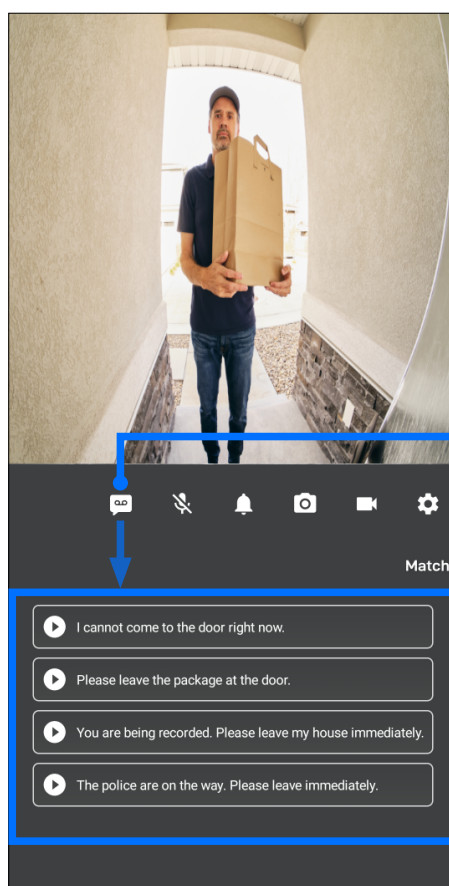 Match
I cannot come to the door right now.
Please leave the package at the door.
You are being recorded. Please leave my house immediately.
The police are on the way. Please leave immediately.